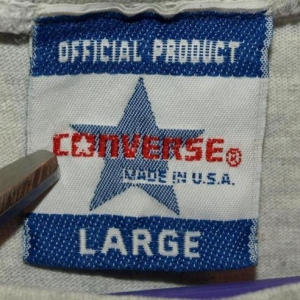 OFFICIAL PRODUCT
CONVERSE®
MADE IN U.S.A.
LARGE